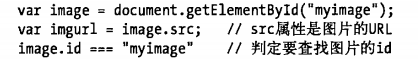 var image = document.getElementById("myimage");
var imgurl = image.src;  // src属性是图片的URL
image.id === "myimage"   // 判定要查找图片的id